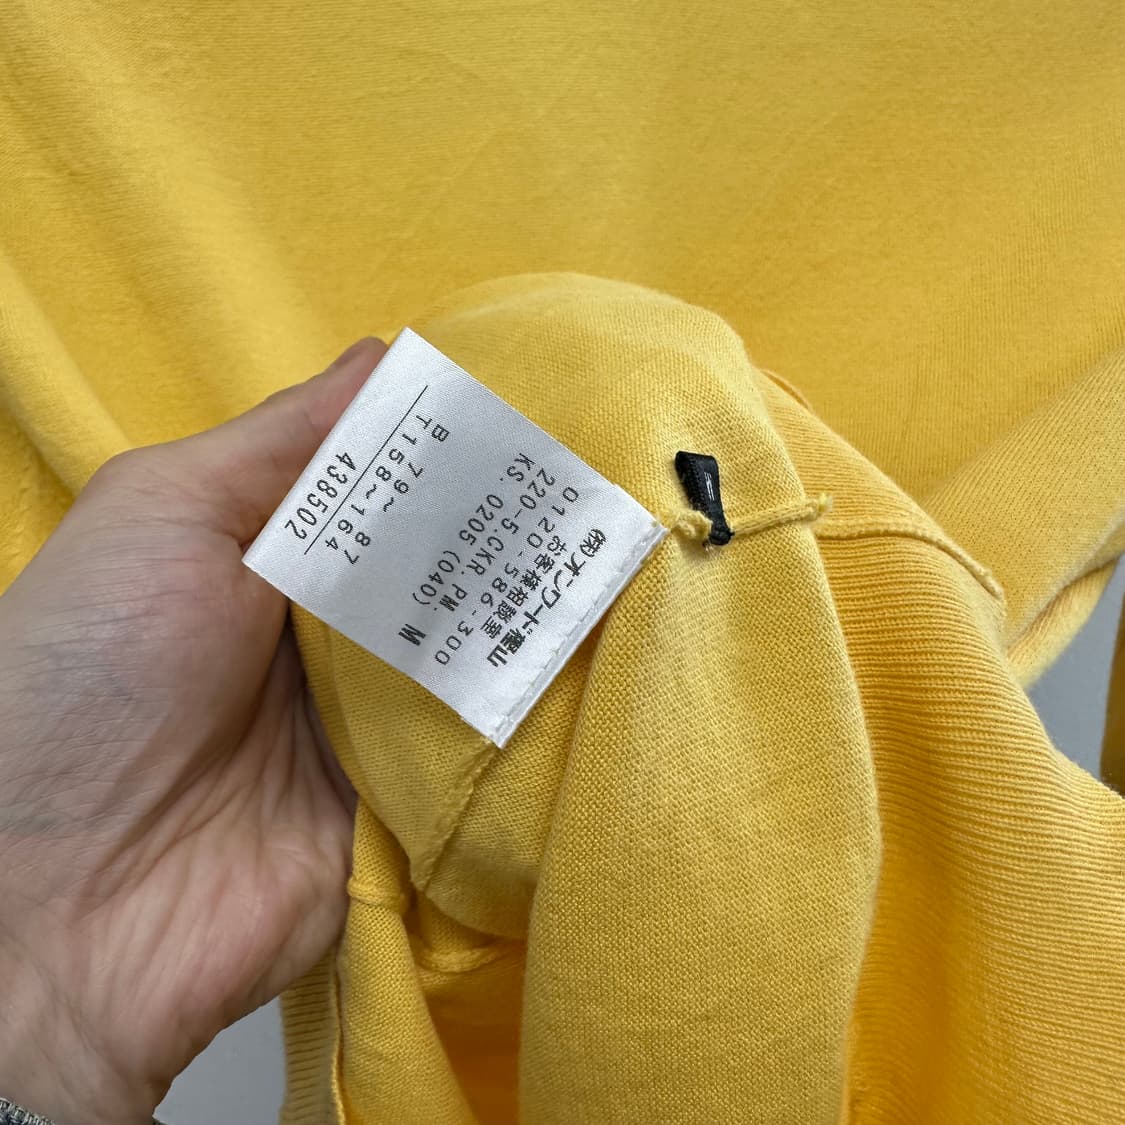 ㈱オンワード樫山
お客様相談室
0120・586・300
220-5.CKR.PM.
KS. 0205 (040) M
B 79～ 87
T 158～164
438502